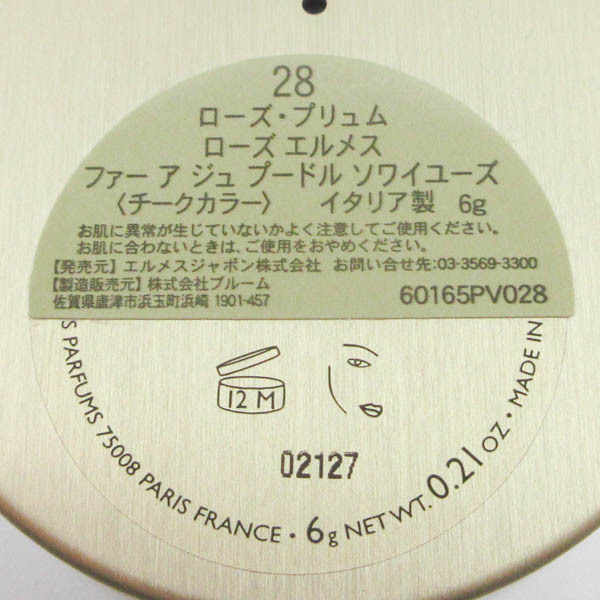 28
ローズ・プリュム
ローズ エルメス
ファー ア ジュ プードル ソワイユーズ
〈チークカラー〉 イタリア製 6g
お肌に異常が生じていないかよく注意してご使用ください。
お肌に合わないときは、ご使用をおやめください。
【発売元】エルメスジャポン株式会社 お問い合せ先:03-3569-3300
【製造販売元】株式会社ブルーム
佐賀県唐津市浜玉町浜崎 1901-457
60165PV028
12 M
02127
S PARFUMS 75008 PARIS FRANCE · 6g NET WT. 0.21 OZ · MADE IN